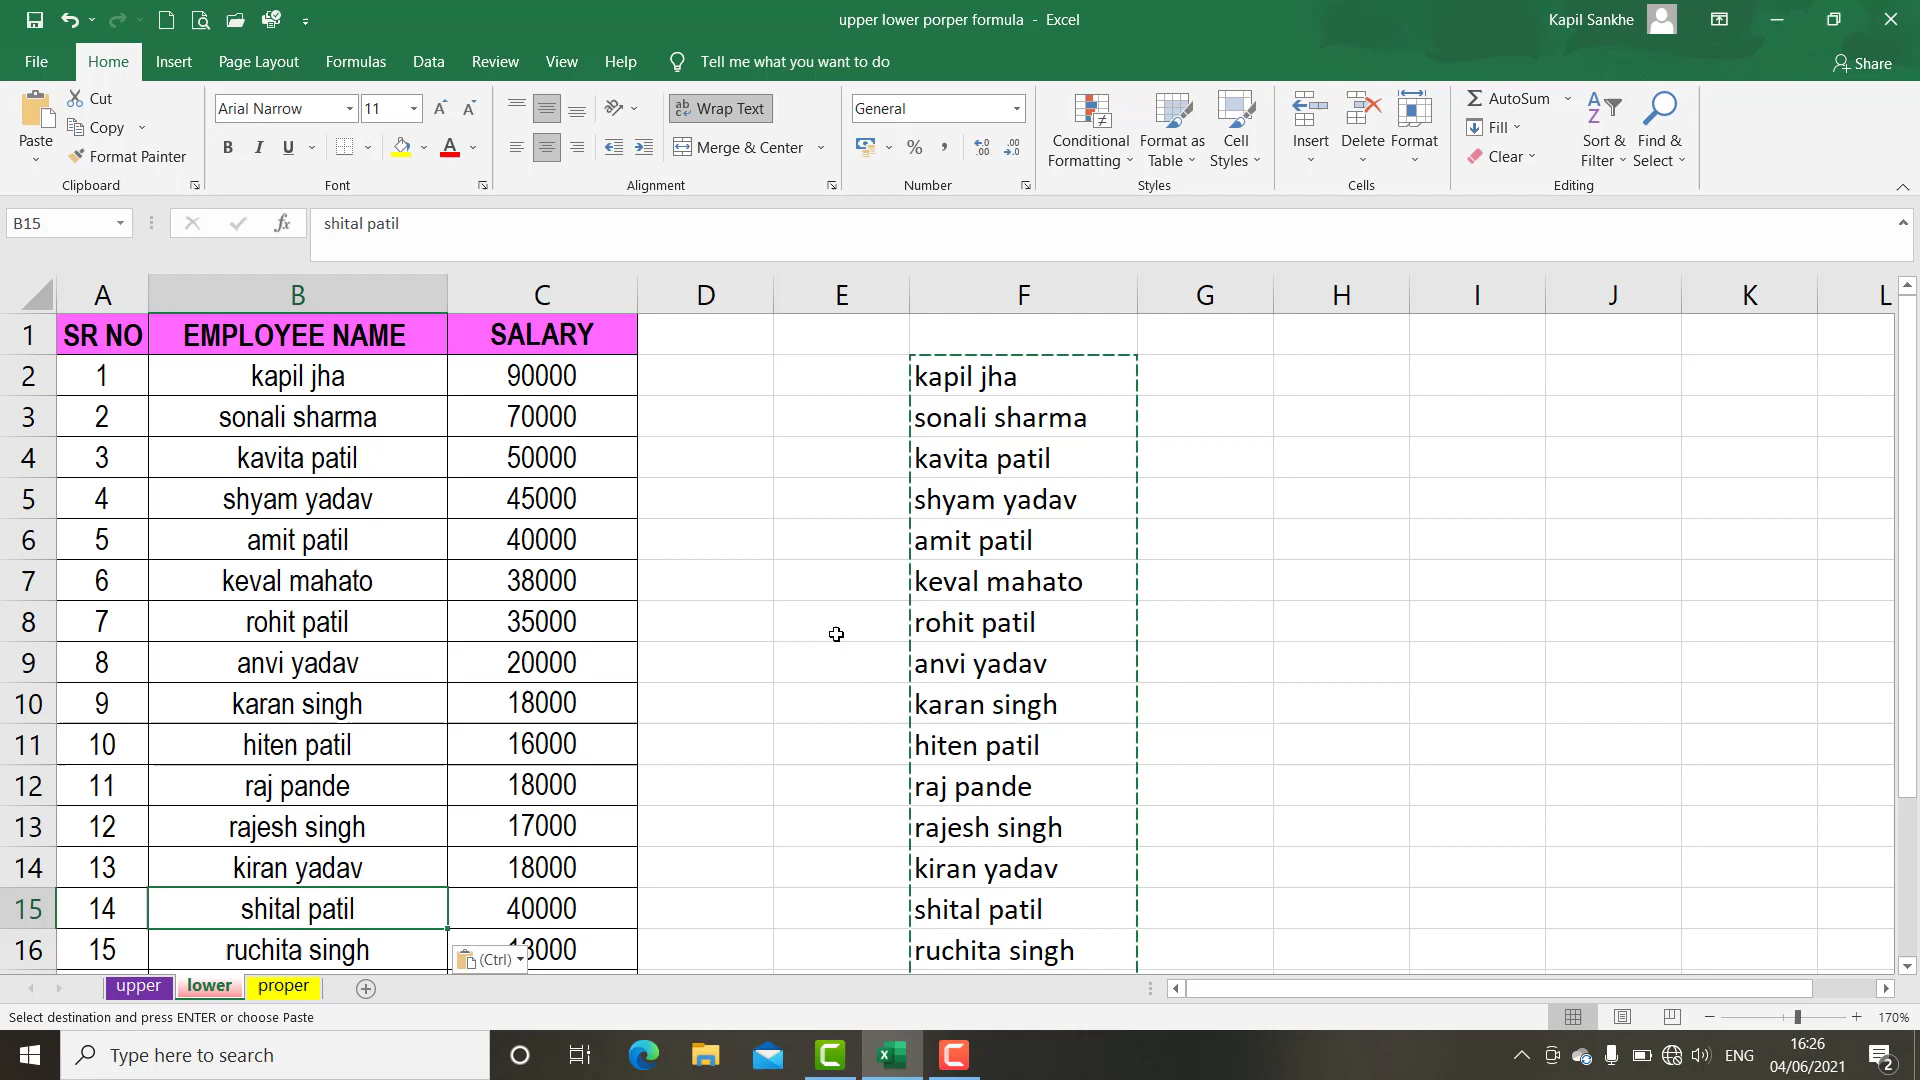 upper lower porper formula - Excel
Kapil Sankhe
File Home Insert Page Layout Formulas Data Review View Help Tell me what you want to do Share
Paste
Cut
Copy
Format Painter
Clipboard
Arial Narrow 11
B I U
Font
Wrap Text
Merge & Center
Alignment
General
Number
Conditional Formatting
Format as Table
Cell Styles
Styles
Insert Delete Format
Cells
AutoSum
Fill
Clear
Sort & Filter
Find & Select
Editing
B15 fx shital patil
A B C D E F G H I J K L
1 SR NO EMPLOYEE NAME SALARY
2 1 kapil jha 90000 kapil jha
3 2 sonali sharma 70000 sonali sharma
4 3 kavita patil 50000 kavita patil
5 4 shyam yadav 45000 shyam yadav
6 5 amit patil 40000 amit patil
7 6 keval mahato 38000 keval mahato
8 7 rohit patil 35000 rohit patil
9 8 anvi yadav 20000 anvi yadav
10 9 karan singh 18000 karan singh
11 10 hiten patil 16000 hiten patil
12 11 raj pande 18000 raj pande
13 12 rajesh singh 17000 rajesh singh
14 13 kiran yadav 18000 kiran yadav
15 14 shital patil 40000 shital patil
16 15 ruchita singh ruchita singh
(Ctrl)
upper lower proper
Select destination and press ENTER or choose Paste
170%
Type here to search
ENG
16:26
04/06/2021
2